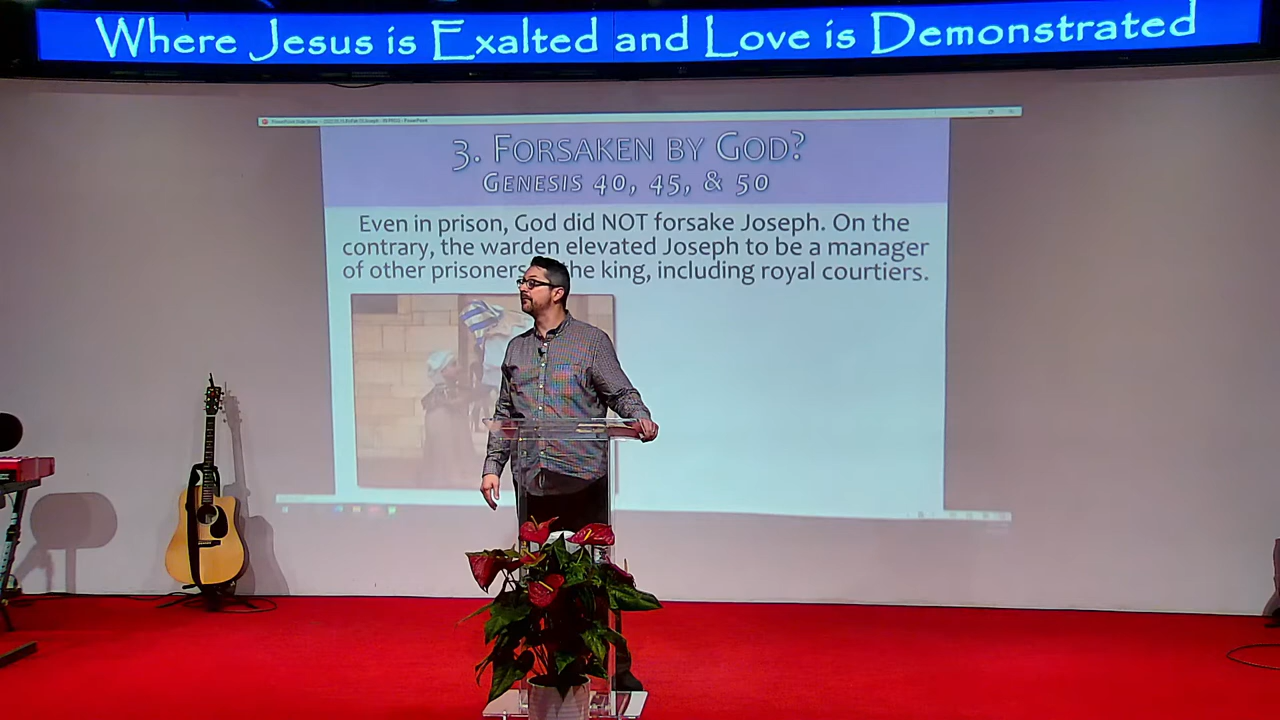 Where Jesus is Exalted and Love is Demonstrated
3. FORSAKEN BY GOD?
GENESIS 40, 45, & 50
Even in prison, God did NOT forsake Joseph. On the
contrary, the warden elevated Joseph to be a manager
of other prisoners the king, including royal courtiers.